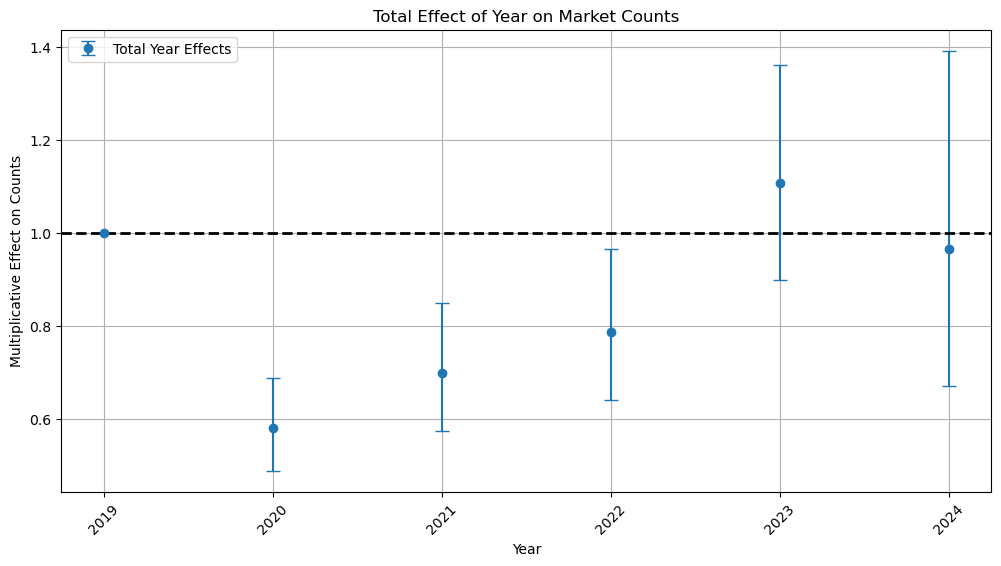 Total Effect of Year on Market Counts
Total Year Effects
Multiplicative Effect on Counts
1.4
1.2
1.0
0.8
0.6
2019
2020
2021
2022
2023
2024
Year